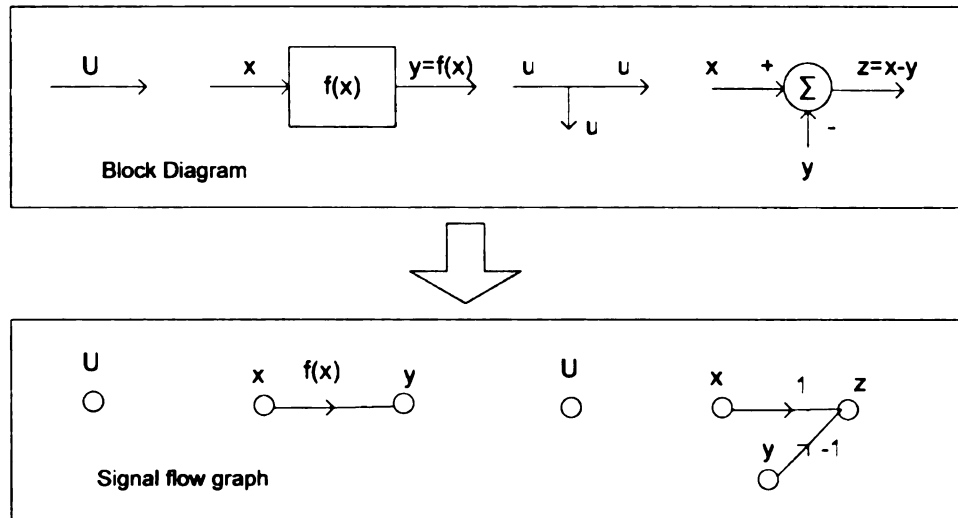 U
x
f(x)
y=f(x)
u
u
u
x
+
Σ
z=x-y
-
y
Block Diagram
U
x
f(x)
y
U
x
1
z
y
-1
Signal flow graph